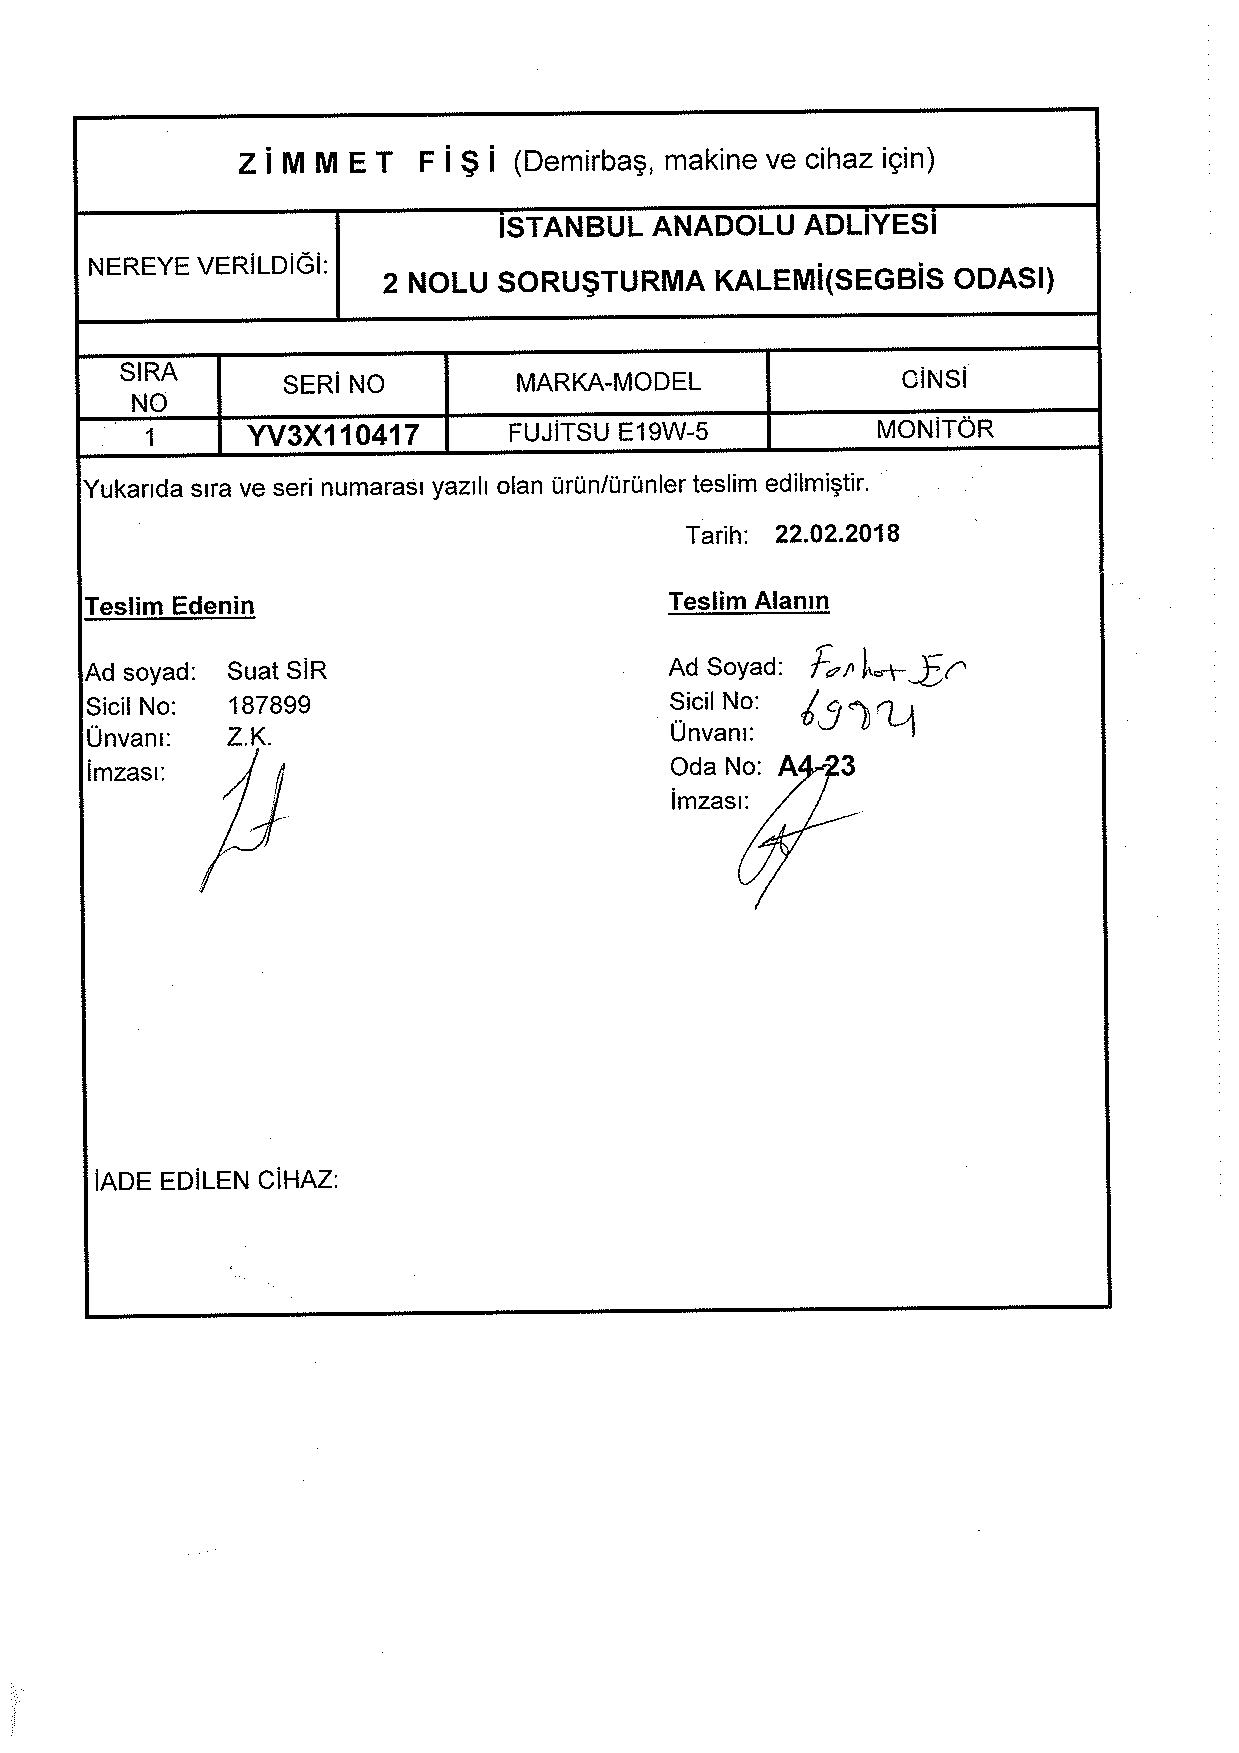 ZİMMET FİŞİ (Demirbaş, makine ve cihaz için)
NEREYE VERİLDİĞİ:
İSTANBUL ANADOLU ADLİYESİ
2 NOLU SORUŞTURMA KALEMİ(SEGBİS ODASI)
SIRA NO SERİ NO MARKA-MODEL CİNSİ
1 YV3X110417 FUJİTSU E19W-5 MONİTÖR
Yukarıda sıra ve seri numarası yazılı olan ürün/ürünler teslim edilmiştir.
Tarih: 22.02.2018
Teslim Edenin
Ad soyad: Suat SİR
Sicil No: 187899
Ünvanı: Z.K.
İmzası:
Teslim Alanın
Ad Soyad: Ferhat Er
Sicil No:
Ünvanı:
Oda No: A4-23
İmzası:
İADE EDİLEN CİHAZ: